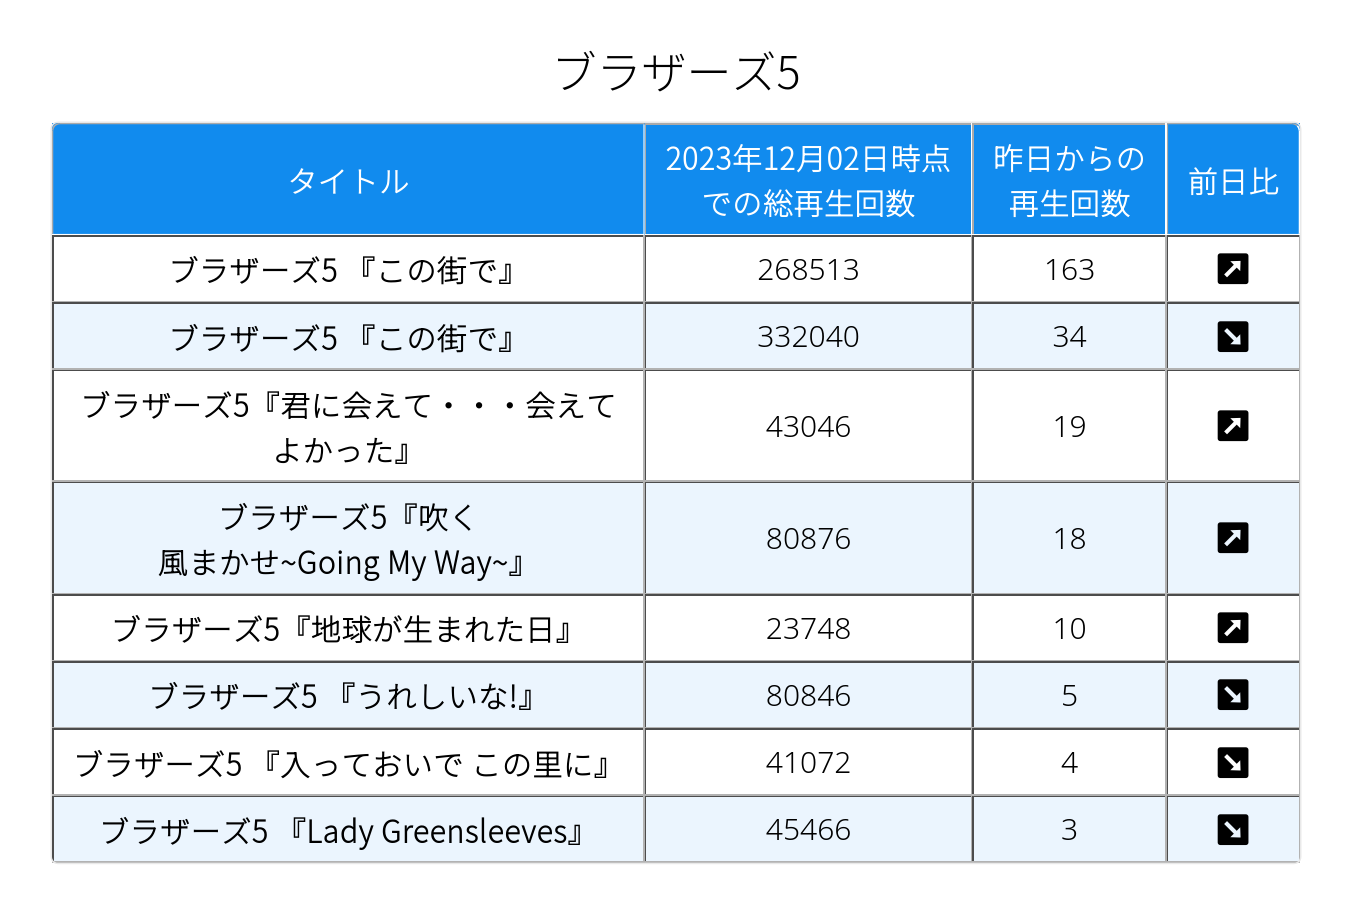 ブラザーズ5
タイトル
2023年12月02日時点
での総再生回数
昨日からの
再生回数
前日比
ブラザーズ5 『この街で』
268513
163
ブラザーズ5 『この街で』
332040
34
ブラザーズ5『君に会えて・・・会えて
よかった』
43046
19
ブラザーズ5『吹く
風まかせ~Going My Way~』
80876
18
ブラザーズ5『地球が生まれた日』
23748
10
ブラザーズ5 『うれしいな!』
80846
5
ブラザーズ5 『入っておいで この里に』
41072
4
ブラザーズ5 『Lady Greensleeves』
45466
3